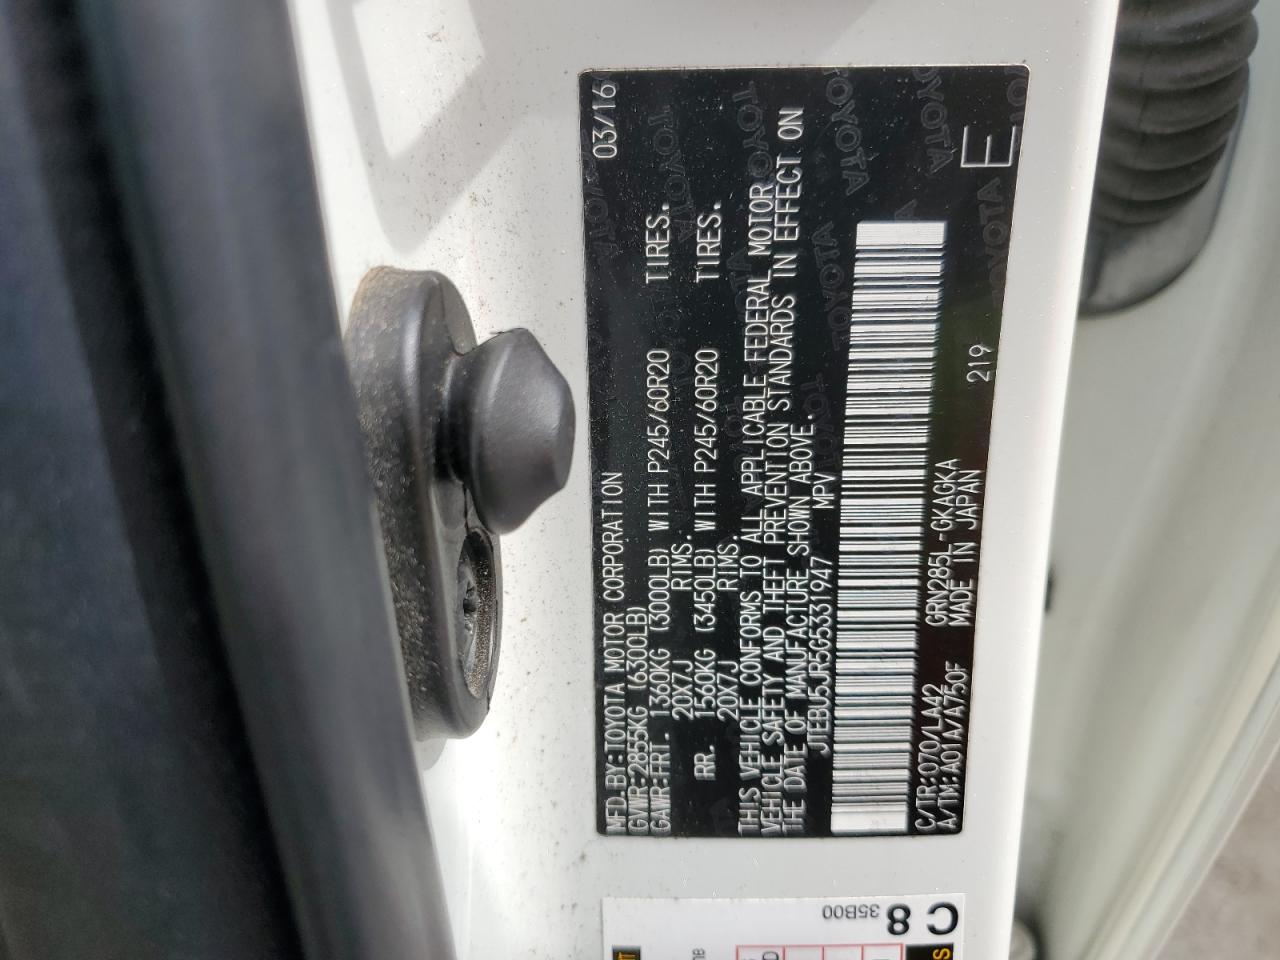 MFD.BY:TOYOTA MOTOR CORPORATION 03/16
GVWR:2855KG (6300LB)
GAWR:FRT. 1360KG (3000LB) WITH P245/60R20 TIRES.
20X7J RIMS.
RR. 1560KG (3450LB) WITH P245/60R20 TIRES.
20X7J RIMS.
THIS VEHICLE CONFORMS TO ALL APPLICABLE FEDERAL MOTOR
VEHICLE SAFETY AND THEFT PREVENTION STANDARDS IN EFFECT ON
THE DATE OF MANUFACTURE SHOWN ABOVE.
JTEBU5JR5G5331947 MPV
C/TR:070/LA42 GRN285L-GKAGKA 219
A/TM:A01A/A750F MADE IN JAPAN E
C8
35B00